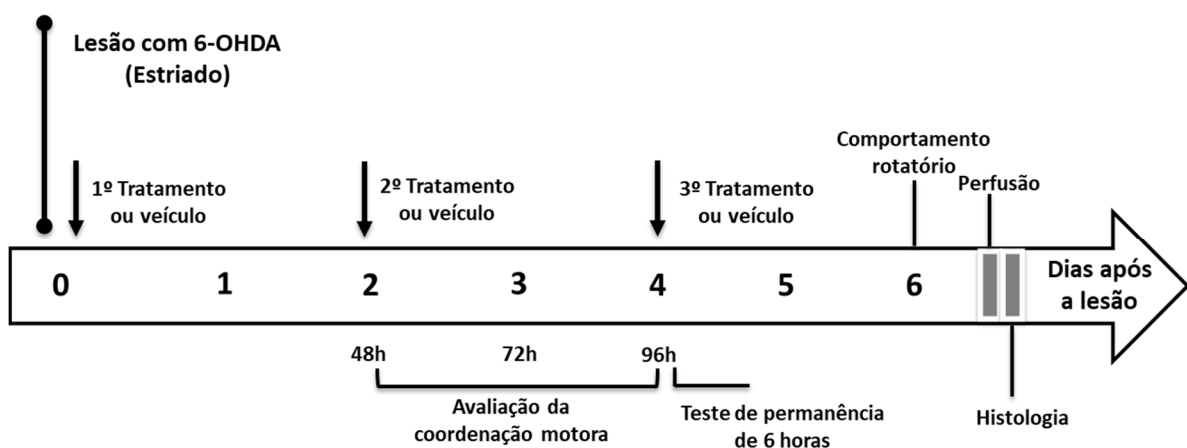 Lesão com 6-OHDA
(Estriado)
1º Tratamento
ou veículo
2º Tratamento
ou veículo
3º Tratamento
ou veículo
Comportamento
rotatório
Perfusão
0 1 2 3 4 5 6
Dias após
a lesão
48h 72h 96h
Avaliação da
coordenação motora
Teste de permanência
de 6 horas
Histologia